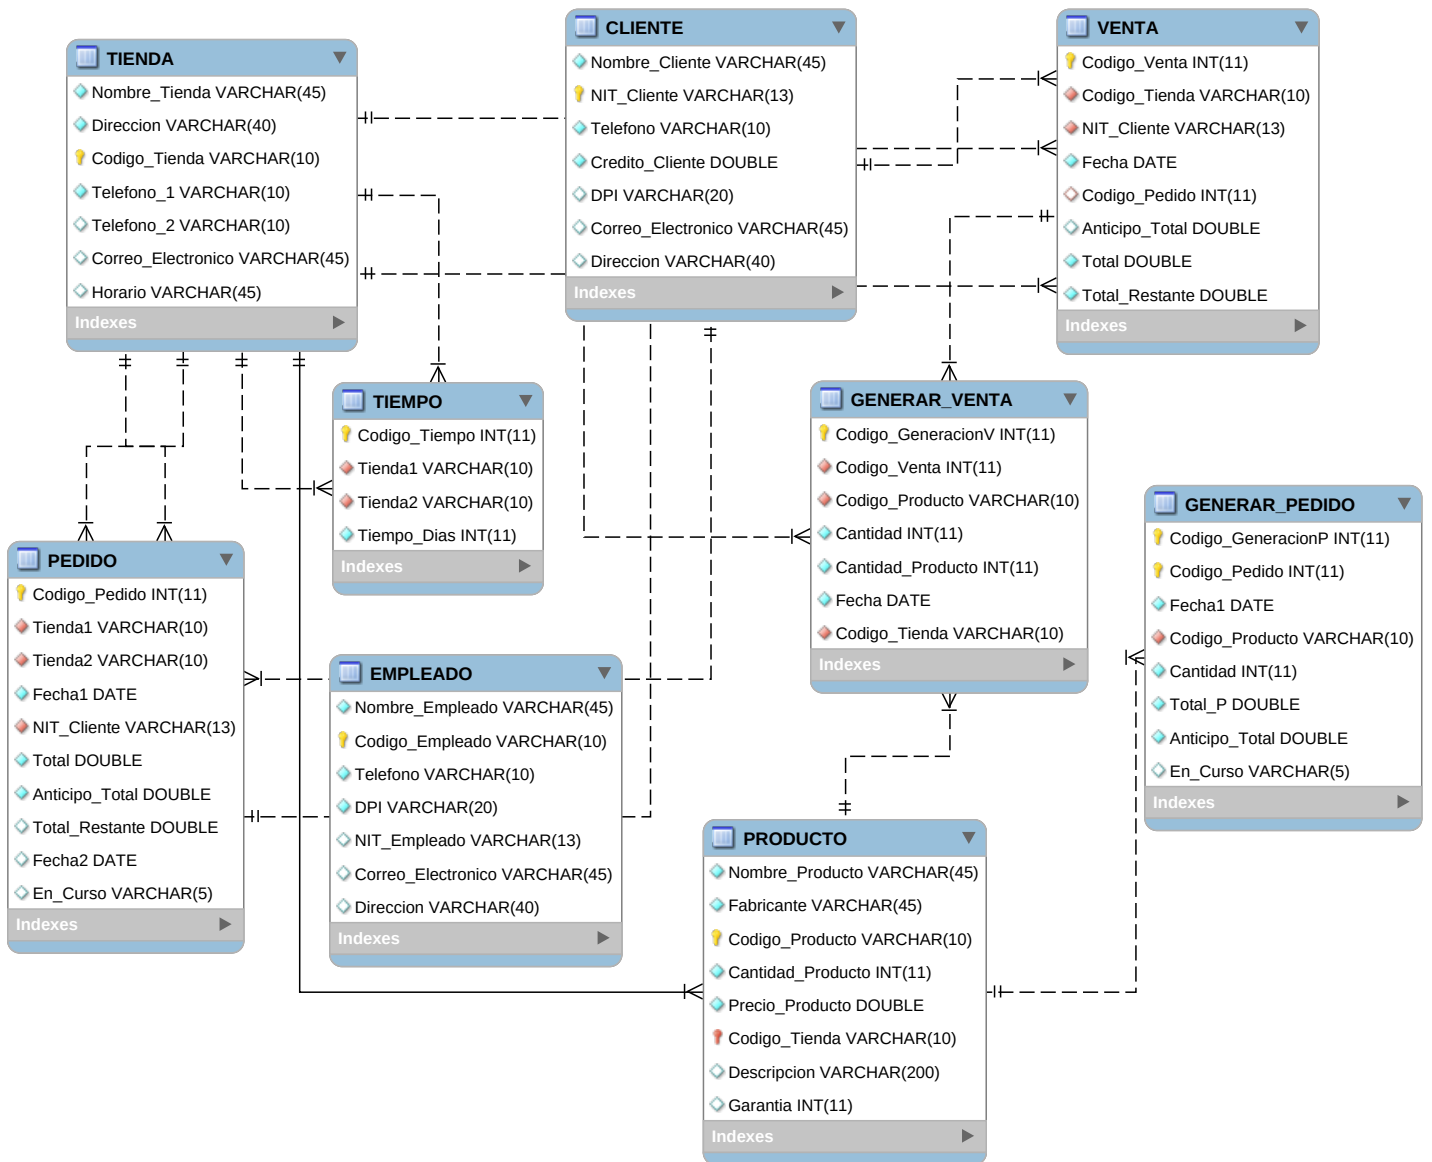 TIENDA
Nombre_Tienda VARCHAR(45)
Direccion VARCHAR(40)
Codigo_Tienda VARCHAR(10)
Telefono_1 VARCHAR(10)
Telefono_2 VARCHAR(10)
Correo_Electronico VARCHAR(45)
Horario VARCHAR(45)
Indexes
CLIENTE
Nombre_Cliente VARCHAR(45)
NIT_Cliente VARCHAR(13)
Telefono VARCHAR(10)
Credito_Cliente DOUBLE
DPI VARCHAR(20)
Correo_Electronico VARCHAR(45)
Direccion VARCHAR(40)
Indexes
VENTA
Codigo_Venta INT(11)
Codigo_Tienda VARCHAR(10)
NIT_Cliente VARCHAR(13)
Fecha DATE
Codigo_Pedido INT(11)
Anticipo_Total DOUBLE
Total DOUBLE
Total_Restante DOUBLE
Indexes
TIEMPO
Codigo_Tiempo INT(11)
Tienda1 VARCHAR(10)
Tienda2 VARCHAR(10)
Tiempo_Dias INT(11)
Indexes
GENERAR_VENTA
Codigo_GeneracionV INT(11)
Codigo_Venta INT(11)
Codigo_Producto VARCHAR(10)
Cantidad INT(11)
Cantidad_Producto INT(11)
Fecha DATE
Codigo_Tienda VARCHAR(10)
Indexes
GENERAR_PEDIDO
Codigo_GeneracionP INT(11)
Codigo_Pedido INT(11)
Fecha1 DATE
Codigo_Producto VARCHAR(10)
Cantidad INT(11)
Total_P DOUBLE
Anticipo_Total DOUBLE
En_Curso VARCHAR(5)
Indexes
PEDIDO
Codigo_Pedido INT(11)
Tienda1 VARCHAR(10)
Tienda2 VARCHAR(10)
Fecha1 DATE
NIT_Cliente VARCHAR(13)
Total DOUBLE
Anticipo_Total DOUBLE
Total_Restante DOUBLE
Fecha2 DATE
En_Curso VARCHAR(5)
Indexes
EMPLEADO
Nombre_Empleado VARCHAR(45)
Codigo_Empleado VARCHAR(10)
Telefono VARCHAR(10)
DPI VARCHAR(20)
NIT_Empleado VARCHAR(13)
Correo_Electronico VARCHAR(45)
Direccion VARCHAR(40)
Indexes
PRODUCTO
Nombre_Producto VARCHAR(45)
Fabricante VARCHAR(45)
Codigo_Producto VARCHAR(10)
Cantidad_Producto INT(11)
Precio_Producto DOUBLE
Codigo_Tienda VARCHAR(10)
Descripcion VARCHAR(200)
Garantia INT(11)
Indexes